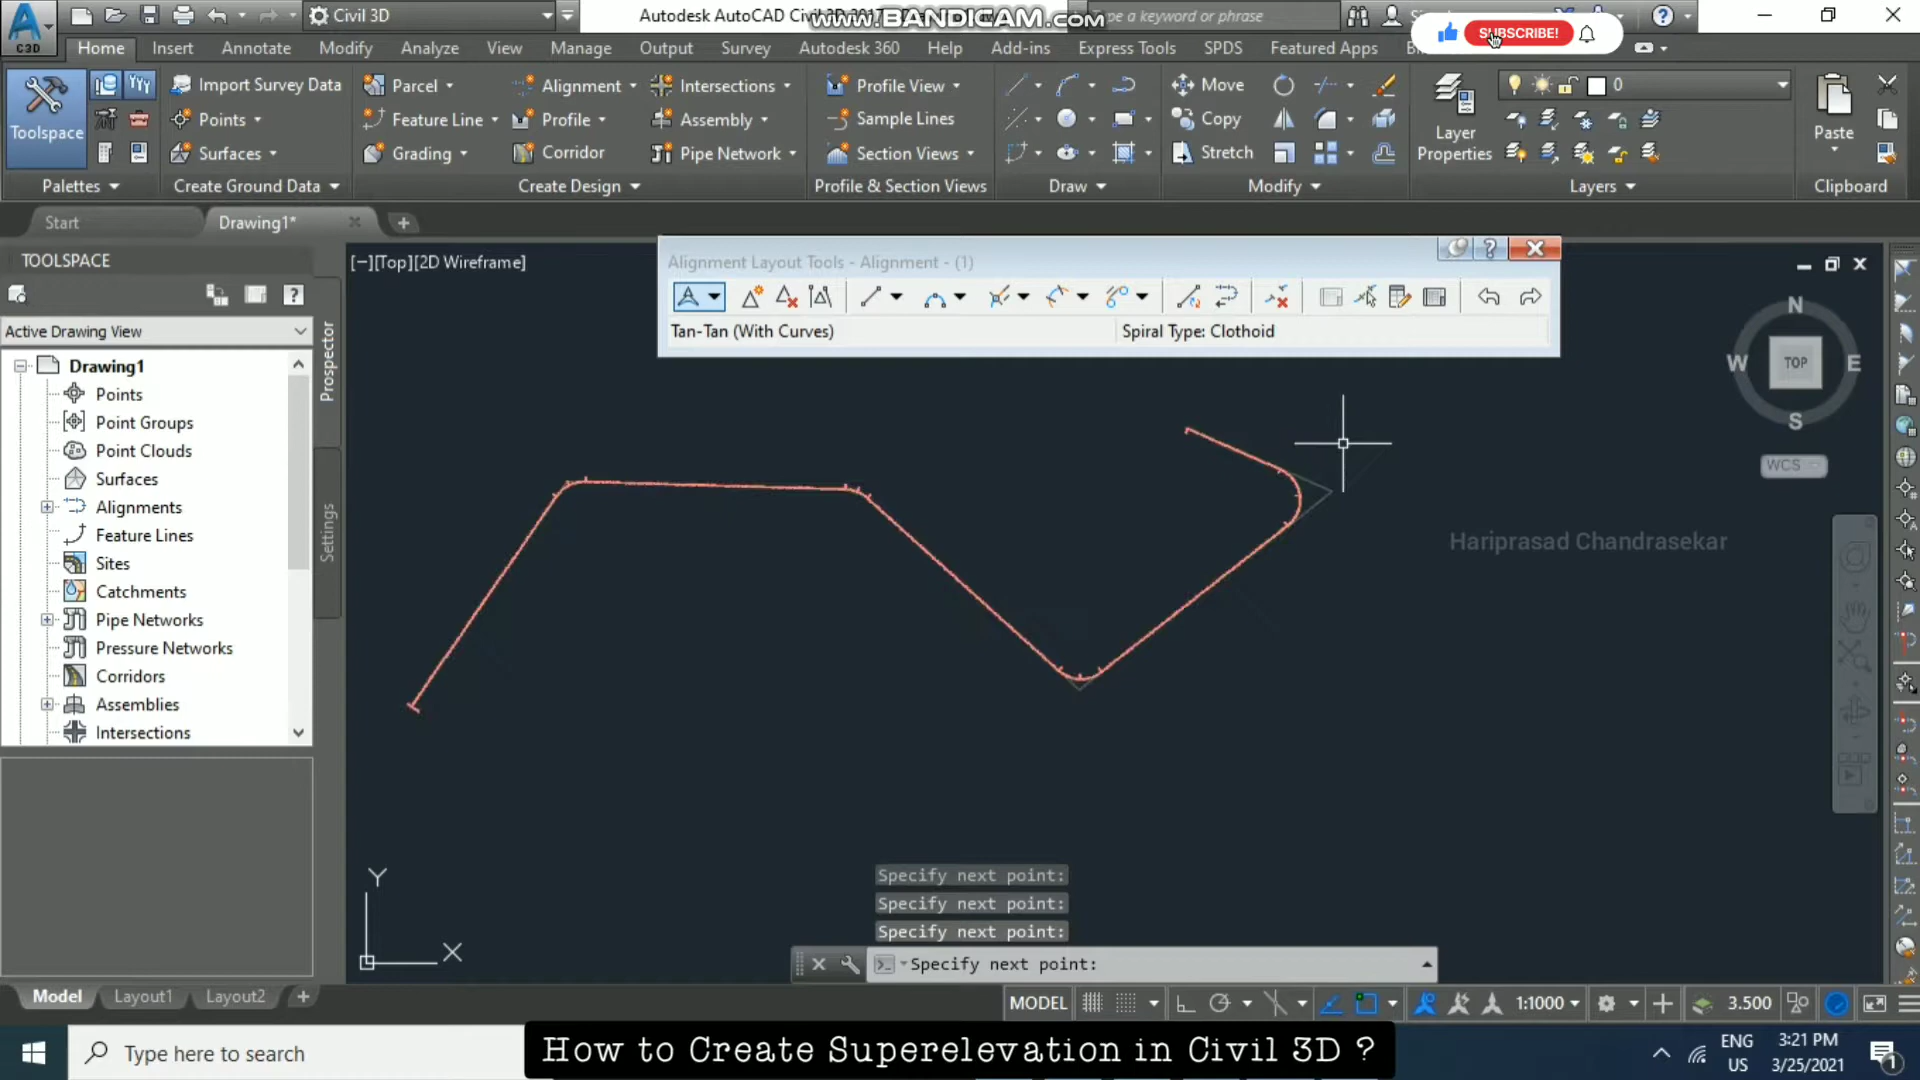 Civil 3D
Autodesk AutoCAD Civil 3D 2017
www.BANDICAM.com
Type a keyword or phrase
C3D
Home Insert Annotate Modify Analyze View Manage Output Survey Autodesk 360 Help Add-ins Express Tools SPDS Featured Apps
SUBSCRIBE!
Toolspace
Import Survey Data
Points
Surfaces
Parcel
Feature Line
Grading
Alignment
Profile
Corridor
Intersections
Assembly
Pipe Network
Profile View
Sample Lines
Section Views
Move
Copy
Stretch
Layer
Properties
0
Paste
Palettes Create Ground Data Create Design Profile & Section Views Draw Modify Layers Clipboard
Start Drawing1*
TOOLSPACE
Active Drawing View
Drawing1
Points
Point Groups
Point Clouds
Surfaces
Alignments
Feature Lines
Sites
Catchments
Pipe Networks
Pressure Networks
Corridors
Assemblies
Intersections
Prospector
Settings
[−][Top][2D Wireframe]
Alignment Layout Tools - Alignment - (1)
Tan-Tan (With Curves) Spiral Type: Clothoid
N
W TOP E
S
WCS
Hariprasad Chandrasekar
Y
X
Specify next point:
Specify next point:
Specify next point:
Specify next point:
Model Layout1 Layout2
MODEL 1:1000 3.500
Type here to search
How to Create Superelevation in Civil 3D ?
ENG
US
3:21 PM
3/25/2021
1